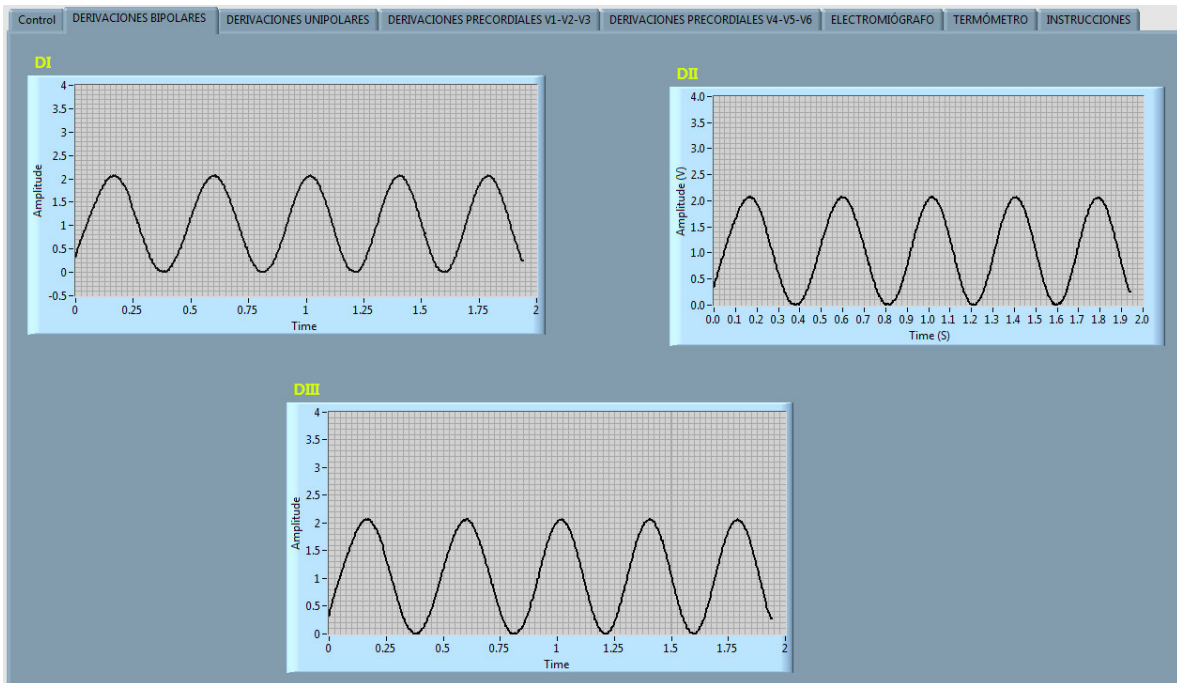 Control DERIVACIONES BIPOLARES DERIVACIONES UNIPOLARES DERIVACIONES PRECORDIALES V1-V2-V3 DERIVACIONES PRECORDIALES V4-V5-V6 ELECTROMIÓGRAFO TERMÓMETRO INSTRUCCIONES
DI
4
3.5
3
2.5
2
1.5
1
0.5
0
-0.5
Amplitude
0 0.25 0.5 0.75 1 1.25 1.5 1.75 2
Time
DII
4.0
3.5
3.0
2.5
2.0
1.5
1.0
0.5
0.0
Amplitude (V)
0.0 0.1 0.2 0.3 0.4 0.5 0.6 0.7 0.8 0.9 1.0 1.1 1.2 1.3 1.4 1.5 1.6 1.7 1.8 1.9 2.0
Time (S)
DIII
4
3.5
3
2.5
2
1.5
1
0.5
0
Amplitude
0 0.25 0.5 0.75 1 1.25 1.5 1.75 2
Time